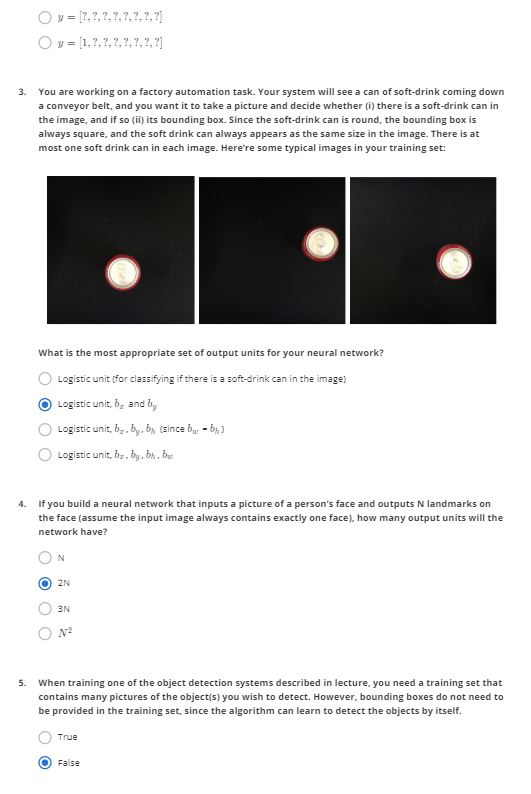 y = [?, ?, ?, ?, ?, ?, ?, ?]
y = [1, ?, ?, ?, ?, ?, ?, ?]
3. You are working on a factory automation task. Your system will see a can of soft-drink coming down
a conveyor belt, and you want it to take a picture and decide whether (i) there is a soft-drink can in
the image, and if so (ii) its bounding box. Since the soft-drink can is round, the bounding box is
always square, and the soft drink can always appears as the same size in the image. There is at
most one soft drink can in each image. Here's some typical images in your training set:
What is the most appropriate set of output units for your neural network?
Logistic unit (for classifying if there is a soft-drink can in the image)
Logistic unit, bₓ and b_y
Logistic unit, bₓ, b_y, b_h (since b_w = b_h)
Logistic unit, bₓ, b_y, b_h, b_w
4. If you build a neural network that inputs a picture of a person's face and outputs N landmarks on
the face (assume the input image always contains exactly one face), how many output units will the
network have?
N
2N
3N
N²
5. When training one of the object detection systems described in lecture, you need a training set that
contains many pictures of the object(s) you wish to detect. However, bounding boxes do not need to
be provided in the training set, since the algorithm can learn to detect the objects by itself.
True
False